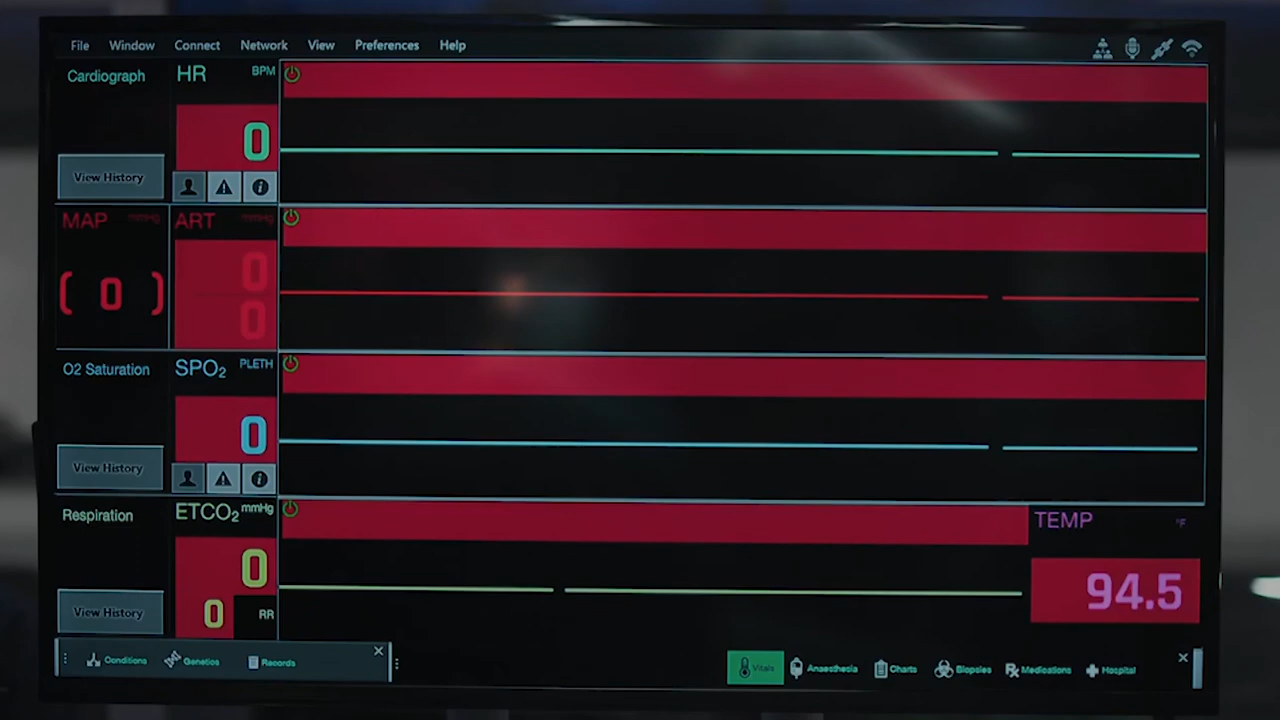 File Window Connect Network View Preferences Help
Cardiograph HR BPM
0
View History
MAP mmHg ART mmHg
0
( 0 )
0
O2 Saturation SPO₂ PLETH
0
View History
Respiration ETCO₂ mmHg TEMP °F
0 94.5
View History 0 RR
Conditions Genetics Records Vitals Anaesthesia Charts Biopsies Medications Hospital